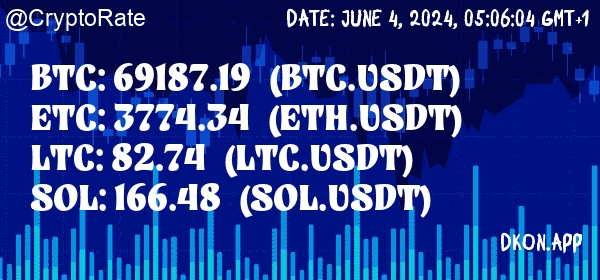 @CryptoRate
DATE: JUNE 4, 2024, 05:06:04 GMT+1
BTC: 69187.19 (BTC.USDT)
ETC: 3774.34 (ETH.USDT)
LTC: 82.74 (LTC.USDT)
SOL: 166.48 (SOL.USDT)
DKON.APP